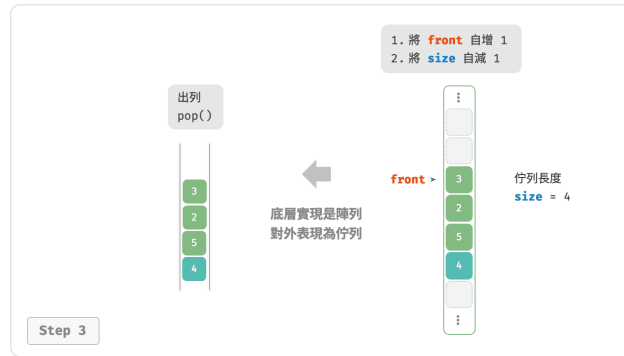 1. 將 front 自增 1
2. 將 size 自減 1
出列
pop()
3
2
5
4
底層實現是陣列
對外表現為佇列
front ➤
3
2
5
4
佇列長度
size = 4
Step 3